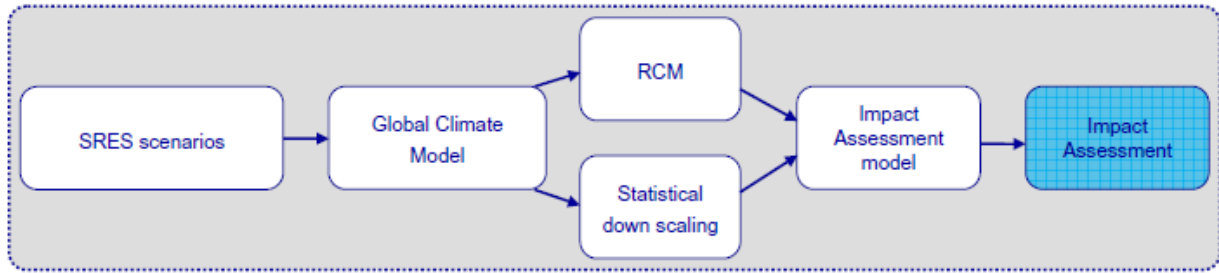 SRES scenarios
Global Climate
Model
RCM
Statistical
down scaling
Impact
Assessment
model
Impact
Assessment